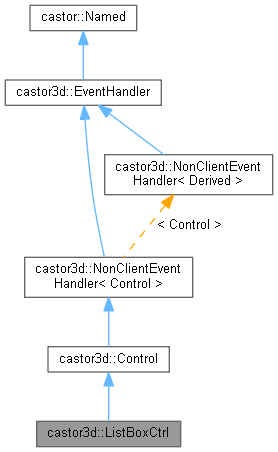 castor::Named
castor3d::EventHandler
castor3d::NonClientEvent
Handler< Derived >
< Control >
castor3d::NonClientEvent
Handler< Control >
castor3d::Control
castor3d::ListBoxCtrl